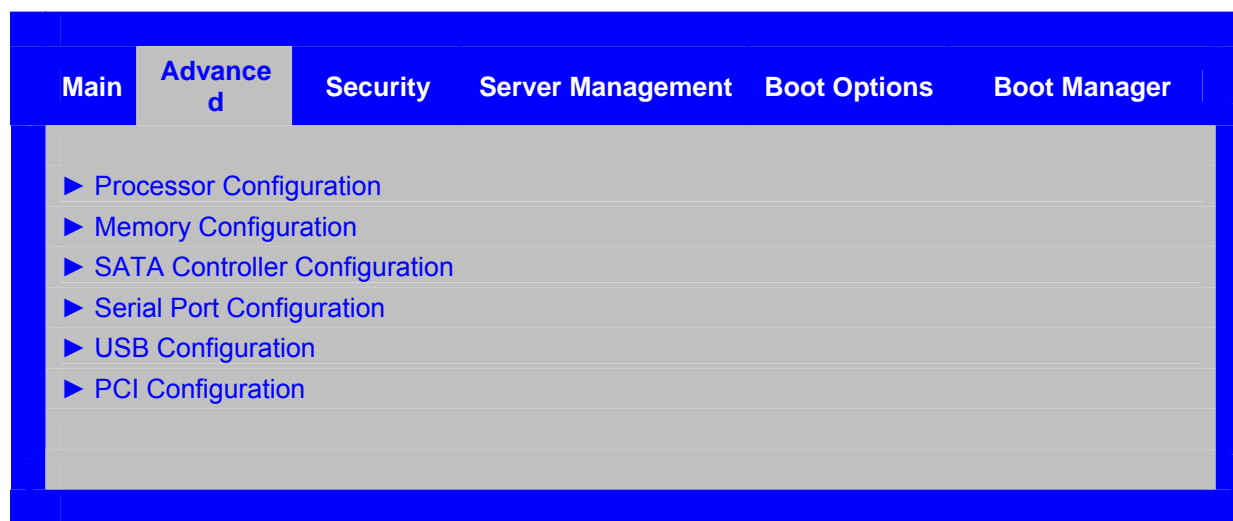 Main Advance
d Security Server Management Boot Options Boot Manager
► Processor Configuration
► Memory Configuration
► SATA Controller Configuration
► Serial Port Configuration
► USB Configuration
► PCI Configuration